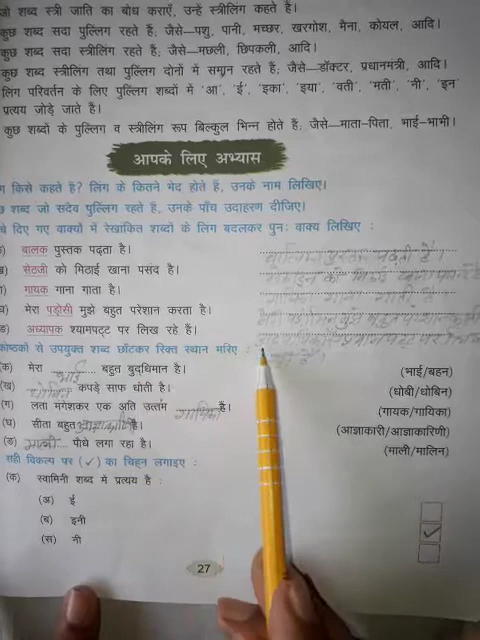 जो शब्द स्त्री जाति का बोध कराएँ, उन्हें स्त्रीलिंग कहते है।
कुछ शब्द सदा पुल्लिग रहते हैं; जैसे—पशु, पानी, मच्छर, खरगोश, मैना, कोयल, आदि।
कुछ शब्द सदा स्त्रीलिंग रहते हैं; जैसे—मछली, छिपकली, आदि।
कुछ शब्द स्त्रीलिंग तथा पुल्लिग दोनों में समान रहते हैं; जैसे—डॉक्टर, प्रधानमंत्री, आदि।
लिग परिवर्तन के लिए पुल्लिग शब्दों में 'आ', 'ई', 'इका', 'इया', 'वती', 'मती', 'नी', 'इन'
प्रत्यय जोड़े जाते हैं।
कुछ शब्दों के पुल्लिग व स्त्रीलिंग रूप बिल्कुल भिन्न होते हैं; जैसे—माता-पिता, भाई-भाभी।
आपके लिए अभ्यास
किसे कहते है? लिंग के कितने भेद होते हैं, उनके नाम लिखिए।
शब्द जो सदेव पुल्लिग रहते हैं, उनके पाँच उदाहरण दीजिए।
दिए गए वाक्यों में रेखांकित शब्दों के लिग बदलकर पुनः वाक्य लिखिए :
बालक पुस्तक पढ़ता है।
सेठजी को मिठाई खाना पसंद है।
गायक गाना गाता है। गायिका गाना गाती है
मेरा पड़ोसी मुझे बहुत परेशान करता है।
अध्यापक श्यामपट्ट पर लिख रहे हैं।
कोष्ठकों से उपयुक्त शब्द छाँटकर रिक्त स्थान भरिए :
(क) मेरा भाई बहुत बुद्धिमान है। (भाई/बहन)
(ख) धोबिन कपड़े साफ धोती है। (धोबी/धोबिन)
(ग) लता मंगेशकर एक अति उत्तम गायिका हैं। (गायक/गायिका)
(घ) सीता बहुत आज्ञाकारिणी है। (आज्ञाकारी/आज्ञाकारिणी)
(ङ) माली पौधे लगा रहा है। (माली/मालिन)
सही विकल्प पर (✓) का चिह्न लगाइए :
(क) स्वामिनी शब्द में प्रत्यय है :
(अ) ई
(ब) इनी ✓
(स) नी
27